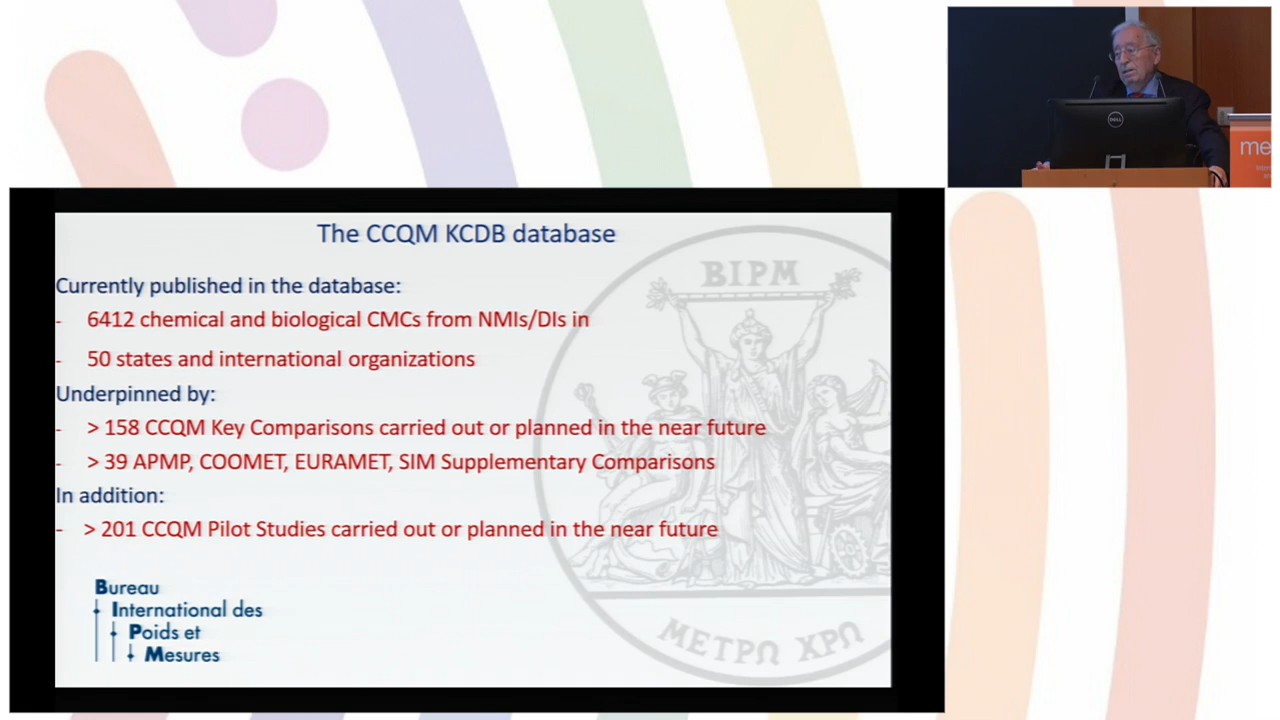 The CCQM KCDB database
BIPM
Currently published in the database:
- 6412 chemical and biological CMCs from NMIs/DIs in
- 50 states and international organizations
Underpinned by:
- > 158 CCQM Key Comparisons carried out or planned in the near future
- > 39 APMP, COOMET, EURAMET, SIM Supplementary Comparisons
In addition:
- > 201 CCQM Pilot Studies carried out or planned in the near future
Bureau
International des
Poids et
Mesures
ΜΕΤΡΩ ΧΡΩ
DELL
me